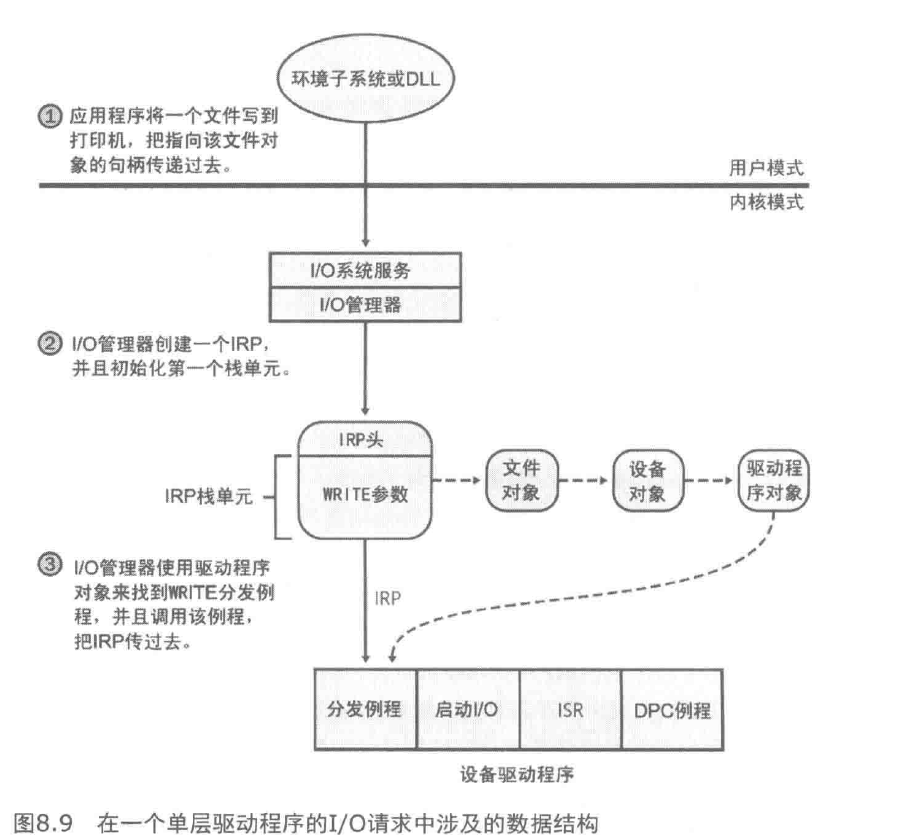 环境子系统或DLL
① 应用程序将一个文件写到
打印机，把指向该文件对
象的句柄传递过去。
用户模式
内核模式
I/O系统服务
I/O管理器
② I/O管理器创建一个IRP，
并且初始化第一个栈单元。
IRP头
IRP栈单元
WRITE参数
文件
对象
设备
对象
驱动程
序对象
③ I/O管理器使用驱动程序
对象来找到WRITE分发例
程，并且调用该例程，
把IRP传过去。
IRP
分发例程
启动I/O
ISR
DPC例程
设备驱动程序
图8.9 在一个单层驱动程序的I/O请求中涉及的数据结构